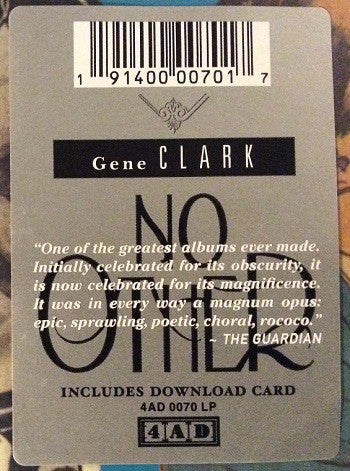 1 91400 00701 7
Gene CLARK
NO
OTHER
“One of the greatest albums ever made.
Initially celebrated for its obscurity, it
is now celebrated for its magnificence.
It was in every way a magnum opus:
epic, sprawling, poetic, choral, rococo.”
~ THE GUARDIAN
INCLUDES DOWNLOAD CARD
4AD 0070 LP
4AD